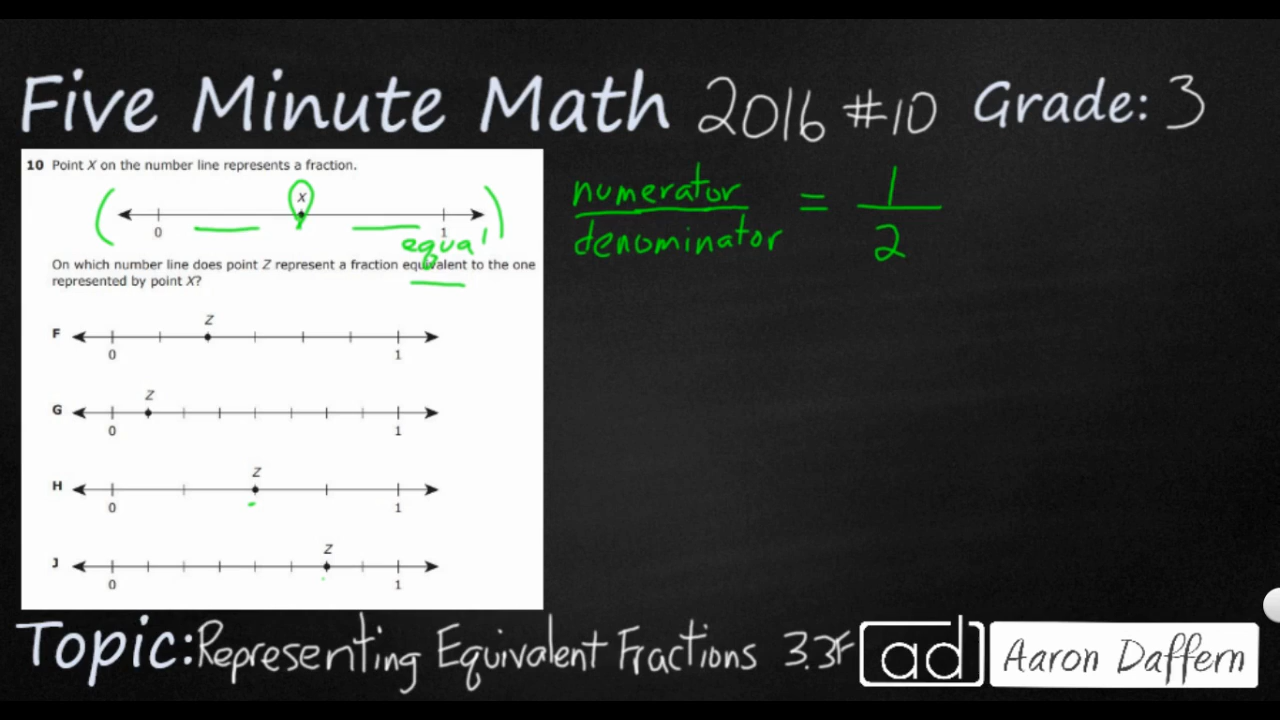 Five Minute Math 2016 #10 Grade: 3
10 Point X on the number line represents a fraction.
X
0 1
equal
On which number line does point Z represent a fraction equivalent to the one
represented by point X?
Z
F
0 1
Z
G
0 1
Z
H
0 1
Z
J
0 1
numerator = 1
denominator 2
Topic: Representing Equivalent Fractions 3.3F ad Aaron Daffern